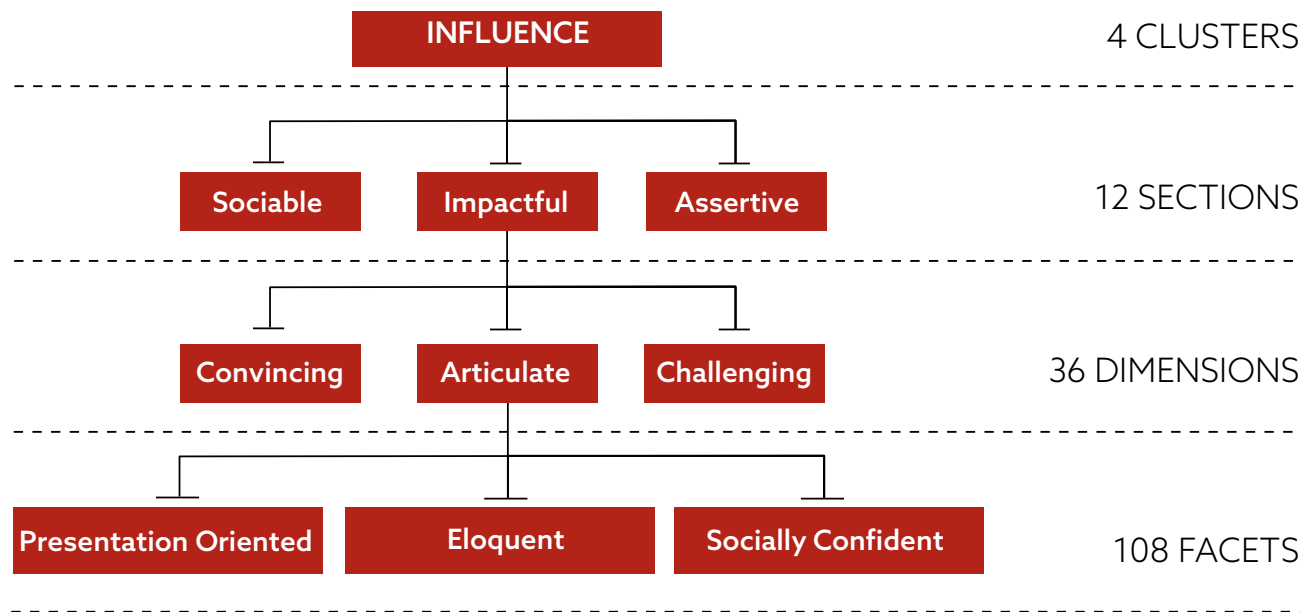 INFLUENCE
4 CLUSTERS
Sociable
Impactful
Assertive
12 SECTIONS
Convincing
Articulate
Challenging
36 DIMENSIONS
Presentation Oriented
Eloquent
Socially Confident
108 FACETS